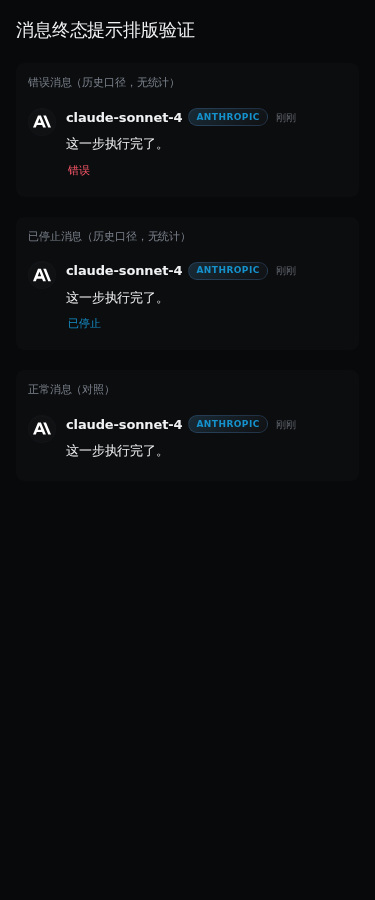 消息终态提示排版验证
错误消息（历史口径，无统计）
claude-sonnet-4 ANTHROPIC 刚刚
这一步执行完了。
错误
已停止消息（历史口径，无统计）
claude-sonnet-4 ANTHROPIC 刚刚
这一步执行完了。
已停止
正常消息（对照）
claude-sonnet-4 ANTHROPIC 刚刚
这一步执行完了。